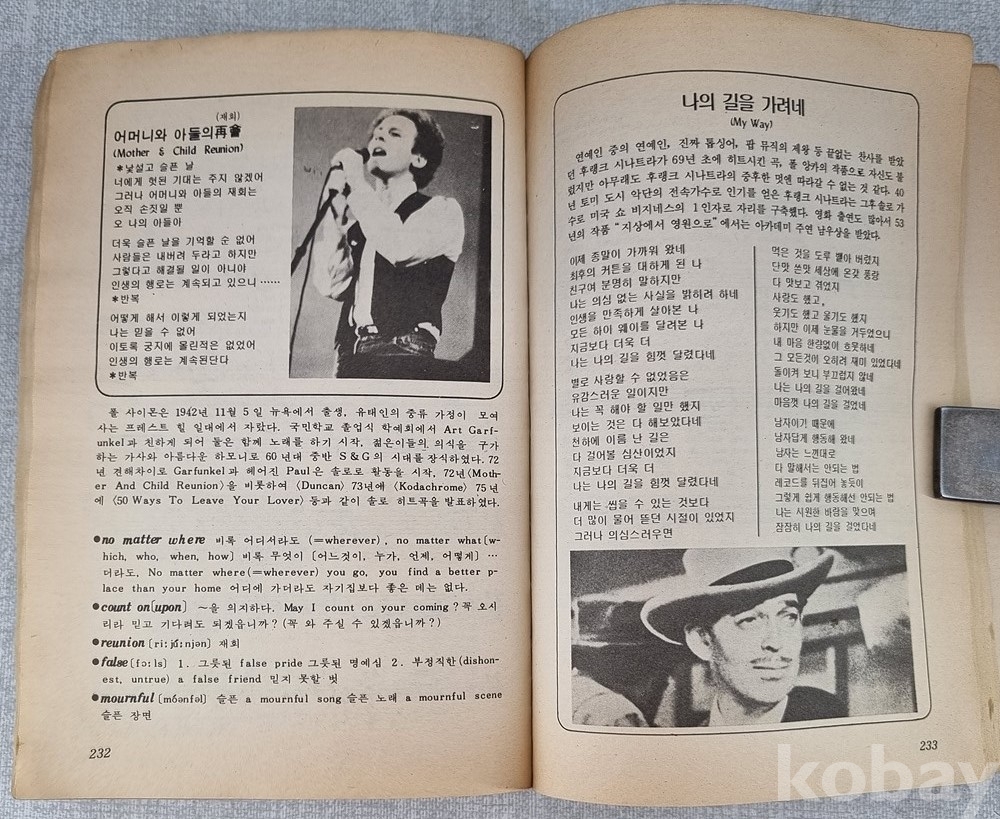 (재회)
어머니와 아들의再會
(Mother & Child Reunion)
*낯설고 슬픈 날
너에게 헛된 기대는 주지 않겠어
그러나 어머니와 아들의 재회는
오직 손짓일 뿐
오 나의 아들아
더욱 슬픈 날을 기억할 순 없어
사람들은 내버려 두라고 하지만
그렇다고 해결될 일이 아니야
인생의 행로는 계속되고 있으니……
*반복
어떻게 해서 이렇게 되었는지
나는 믿을 수 없어
이토록 궁지에 몰린적은 없었어
인생의 행로는 계속된단다
*반복
폴 사이몬은 1942년 11월 5일 뉴욕에서 출생, 유태인의 중류 가정이 모여
사는 프레스트 힐 일대에서 자랐다. 국민학교 졸업식 학예회에서 Art Garf-
unkel과 친하게 되어 둘은 함께 노래를 하기 시작, 젊은이들의 의식을 구가
하는 가사와 아름다운 하모니로 60년대 중반 S&G의 시대를 장식하였다. 72
년 견해차이로 Garfunkel과 헤어진 Paul은 솔로로 활동을 시작, 72년〈Moth-
er And Child Reunion〉을 비롯하여 〈Duncan〉 73년에 〈Kodachrome〉 75년
에 〈50 Ways To Leave Your Lover〉 등과 같이 솔로 히트곡을 발표하였다.
●no matter where 비록 어디서라도 (=wherever), no matter what[w-
hich, who, when, how] 비록 무엇이 [어느것이, 누가, 언제, 어떻게] …
더라도, No matter where(=wherever) you go, you find a better p-
lace than your home 어디에 가더라도 자기집보다 좋은 데는 없다.
●count on[upon] ~을 의지하다. May I count on your coming? 꼭 오시
리라 믿고 기다려도 되겠읍니까? (꼭 와 주실 수 있겠읍니까?)
●reunion [ri:jú:njən] 재회
●false [fɔ:ls] 1. 그릇된 false pride 그릇된 명예심 2. 부정직한(dishon-
est, untrue) a false friend 믿지 못할 벗
●mournful [mɔ́ənfəl] 슬픈 a mournful song 슬픈 노래 a mournful scene
슬픈 장면
232
나의 길을 가려네
(My Way)
연예인 중의 연예인, 진짜 톱싱어, 팝 뮤직의 제왕 등 끝없는 찬사를 받았
던 후랭크 시나트라가 69년 초에 히트시킨 곡, 폴 앙카의 작품으로 자신도 불
렀지만 아무래도 후랭크 시나트라의 중후한 멋엔 따라갈 수 없는 것 같다. 40
년 토미 도시 악단의 전속가수로 인기를 얻은 후랭크 시나트라는 그후 솔로 가
수로 미국 쇼 비지네스의 1인자로 자리를 구축했다. 영화 출연도 많아서 53
년의 작품 "지상에서 영원으로"에서는 아카데미 주연 남우상을 받았다.
이제 종말이 가까워 왔네
최후의 커튼을 대하게 된 나
친구여 분명히 말하지만
나는 의심 없는 사실을 밝히려 하네
인생을 만족하게 살아본 나
모든 하이 웨이를 달려본 나
지금보다 더욱 더
나는 나의 길을 힘껏 달렸다네
별로 사랑할 수 없었음은
유감스러운 일이지만
나는 꼭 해야 할 일만 했지
보이는 것은 다 해보았다네
천하에 이름 난 길은
다 걸어볼 심산이었지
지금보다 더욱 더
나는 나의 길을 힘껏 달렸다네
내게는 씹을 수 있는 것보다
더 많이 물어 뜯던 시절이 있었지
그러나 의심스러우면
먹은 것을 도루 뱉아 버렸지
단맛 쓴맛 세상에 온갖 풍랑
다 맛보고 겪었지
사랑도 했고,
웃기도 했고 울기도 했지
하지만 이제 눈물을 거두었으니
내 마음 한량없이 흐뭇하네
그 모든것이 오히려 재미 있었다네
돌이켜 보니 부끄럽지 않네
나는 나의 길을 걸어왔네
마음껏 나의 길을 걸었네
남자이기 때문에
남자답게 행동해 왔네
남자는 느낀대로
다 말해서는 안되는 법
레코드를 뒤집어 놓듯이
그렇게 쉽게 행동해선 안되는 법
나는 시원한 바람을 맞으며
잠잠히 나의 길을 걸었다네
233
kobay